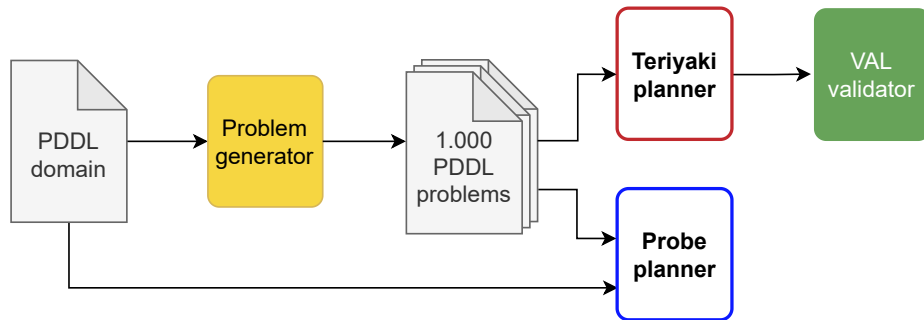 PDDL
domain
Problem
generator
1.000
PDDL
problems
Teriyaki
planner
VAL
validator
Probe
planner